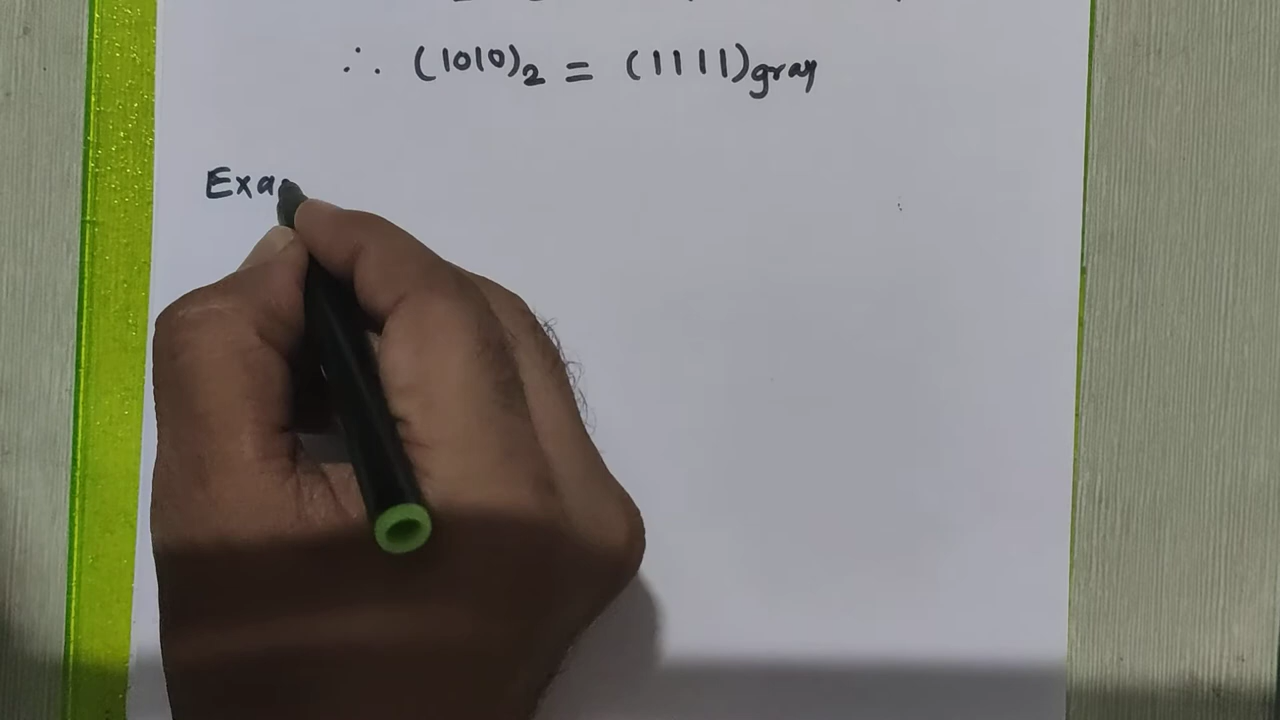 ∴ (1010)2 = (1111)gray
Exa